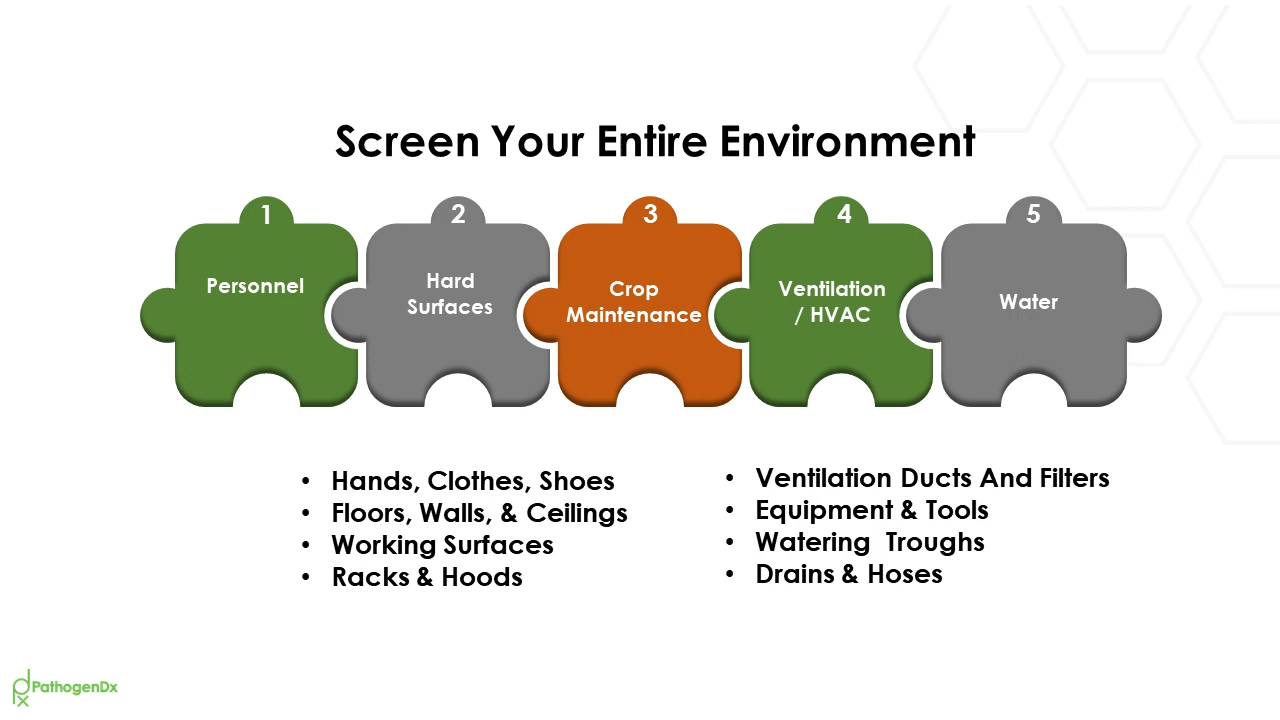 Screen Your Entire Environment
1
2
3
4
5
Personnel
Hard
Surfaces
Crop
Maintenance
Ventilation
/ HVAC
Water
• Hands, Clothes, Shoes
• Floors, Walls, & Ceilings
• Working Surfaces
• Racks & Hoods
• Ventilation Ducts And Filters
• Equipment & Tools
• Watering  Troughs
• Drains & Hoses
dpx
PathogenDx